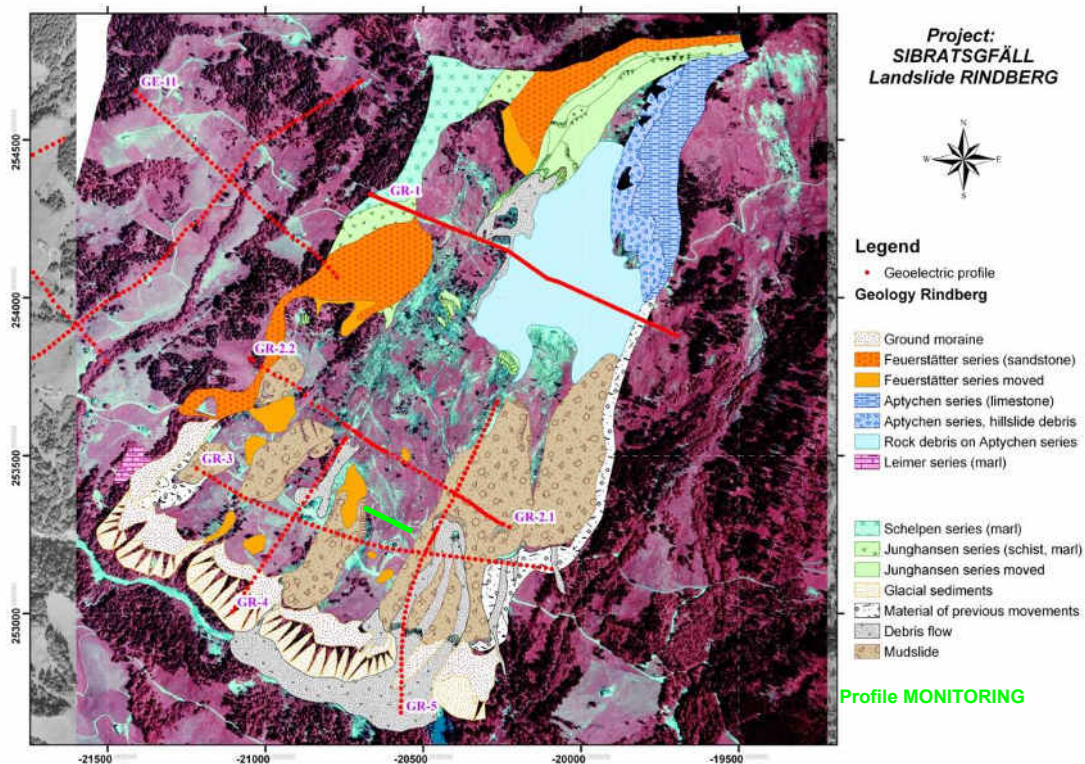 Project:
SIBRATSGFÄLL
Landslide RINDBERG
N
W
E
S
GE-11
GR-1
GR-2.2
GR-3
GR-2.1
GR-4
GR-5
254500
254000
253500
253000
-21500
-21000
-20500
-20000
-19500
Legend
Geoelectric profile
Geology Rindberg
Ground moraine
Feuerstätter series (sandstone)
Feuerstätter series moved
Aptychen series (limestone)
Aptychen series, hillslide debris
Rock debris on Aptychen series
Leimer series (marl)
Schelpen series (marl)
Junghansen series (schist, marl)
Junghansen series moved
Glacial sediments
Material of previous movements
Debris flow
Mudslide
Profile MONITORING